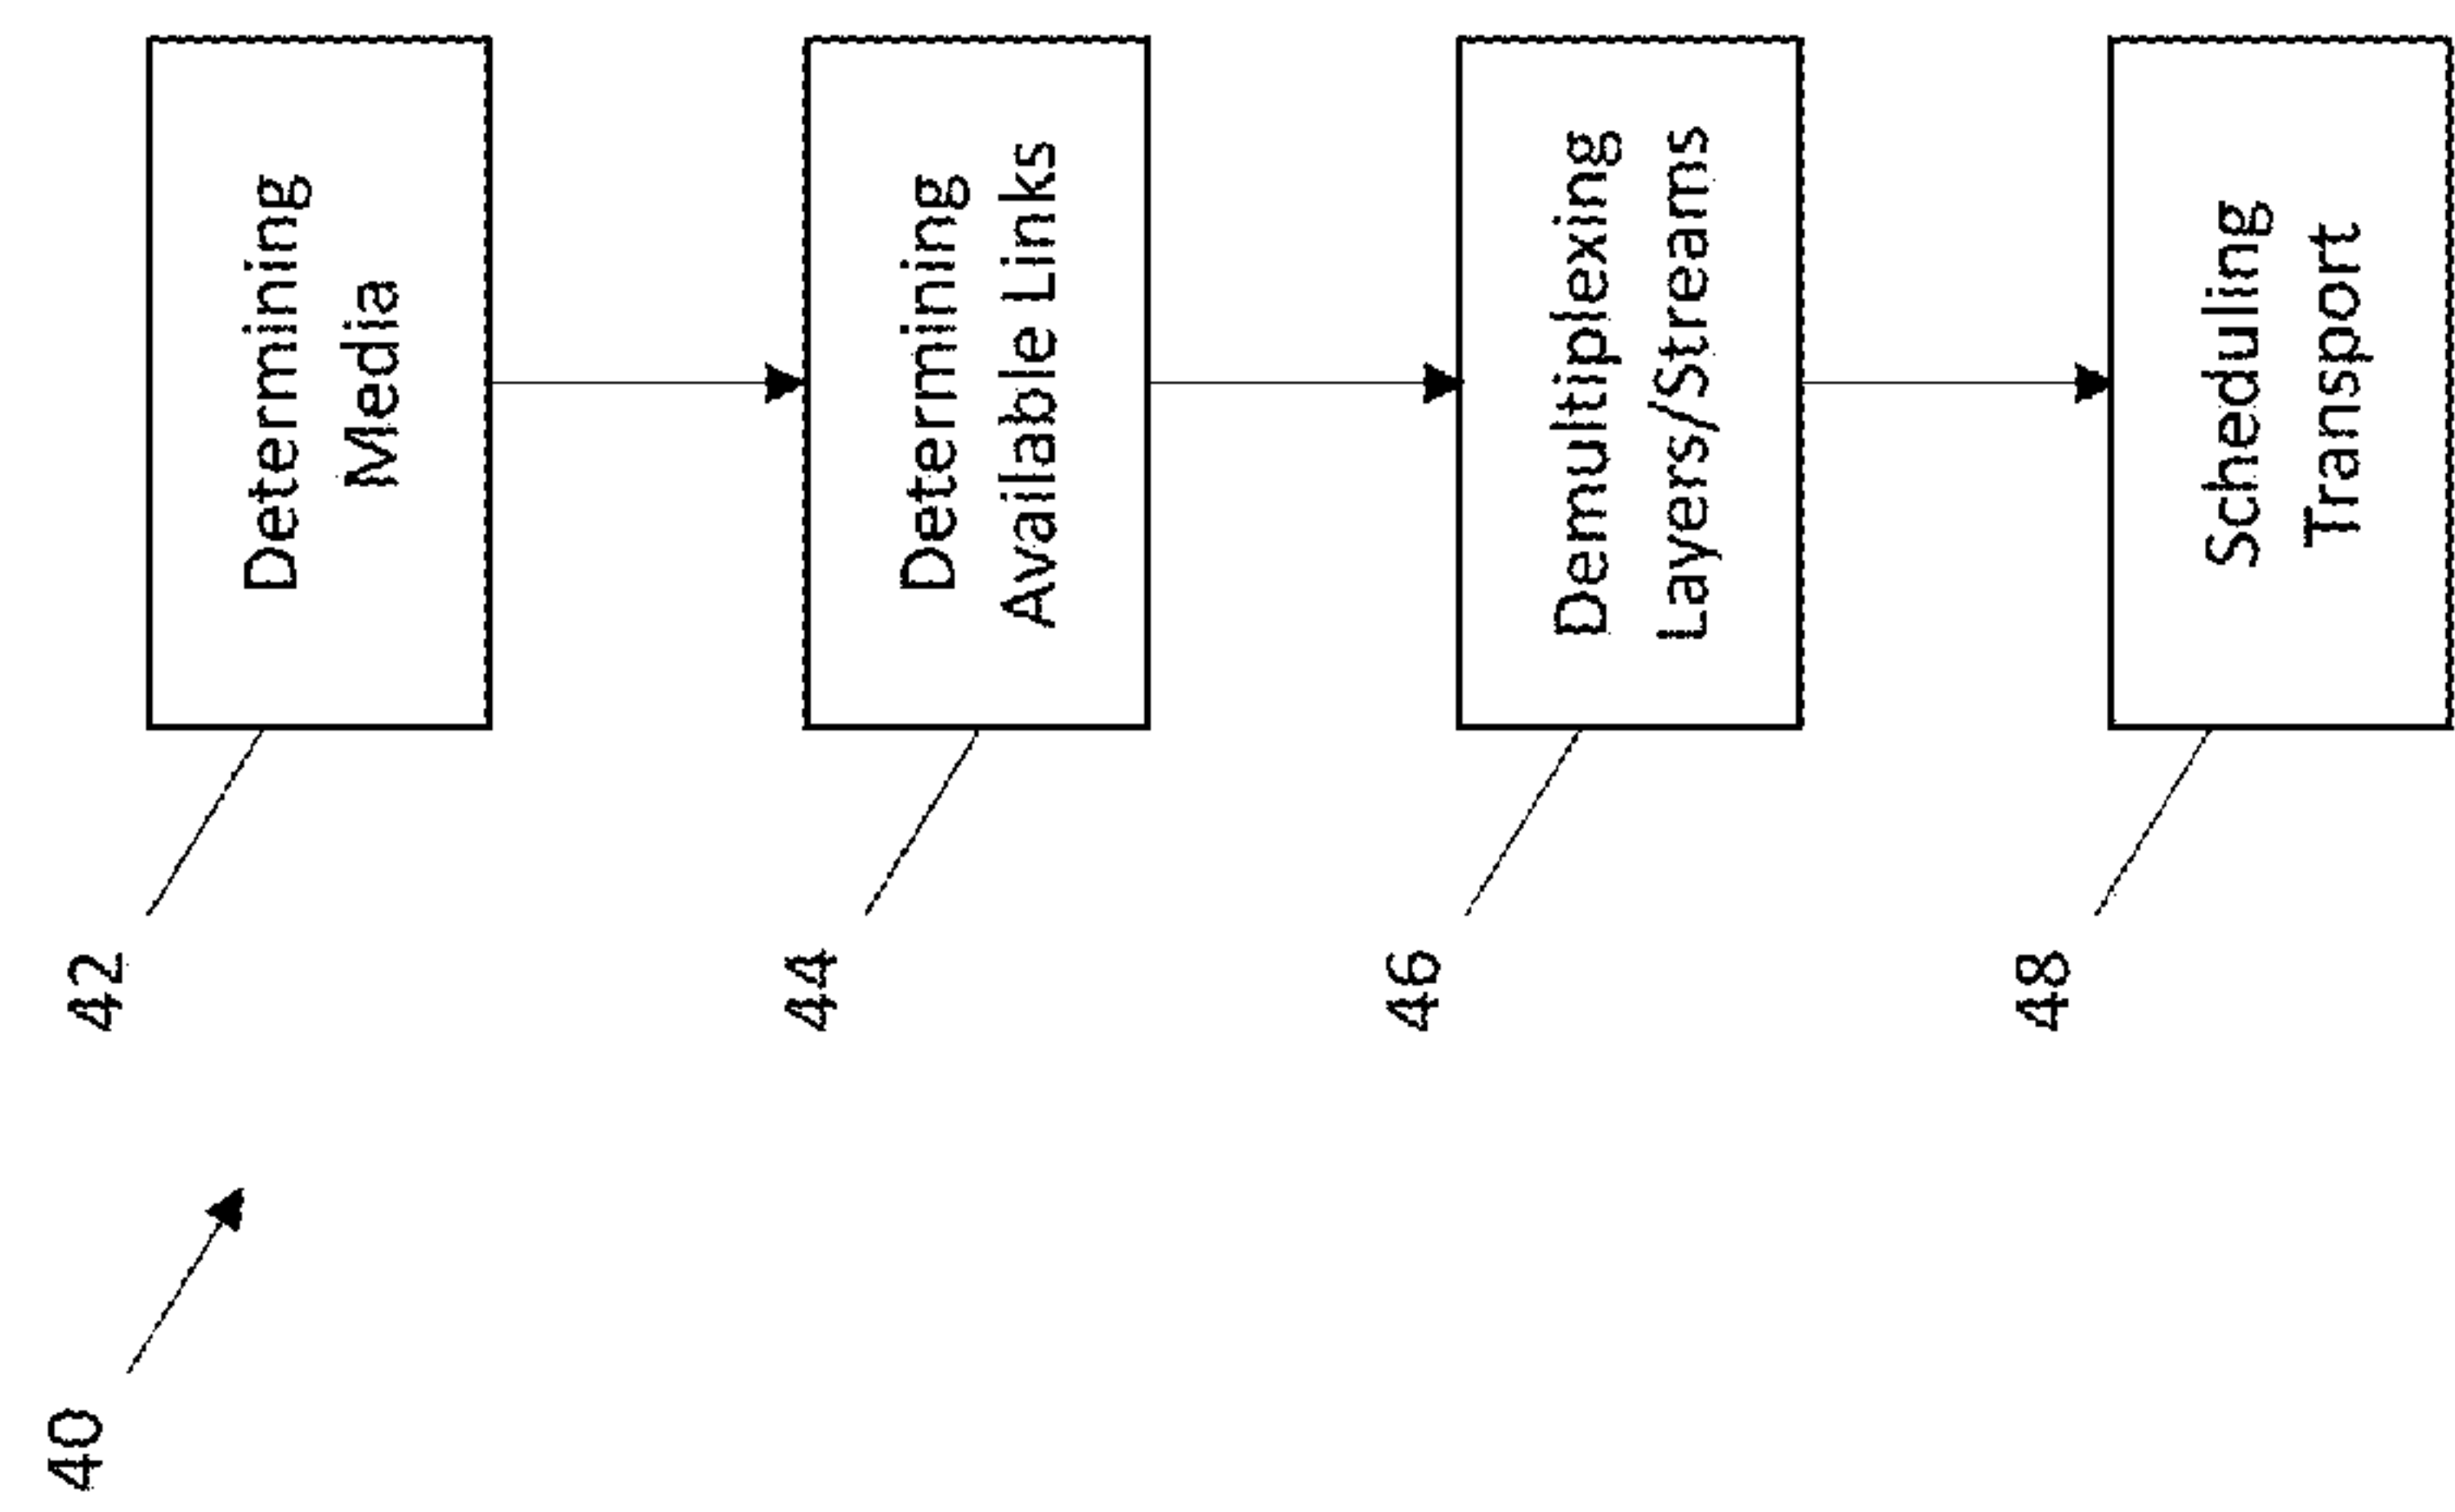 40
42
Determining
Media
44
Determining
Available Links
46
Demultiplexing
Layers/Streams
48
Scheduling
Transport